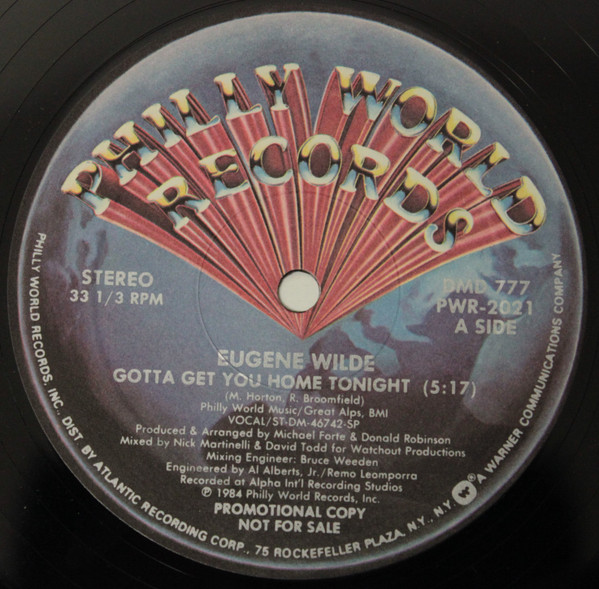 PHILLY WORLD
RECORDS
STEREO
33 1/3 RPM
DMD 777
PWR-2021
A SIDE
EUGENE WILDE
GOTTA GET YOU HOME TONIGHT (5:17)
(M. Horton, R. Broomfield)
Philly World Music/Great Alps, BMI
VOCAL/ST-DM-46742-SP
Produced & Arranged by Michael Forte & Donald Robinson
Mixed by Nick Martinelli & David Todd for Watchout Productions
Mixing Engineer: Bruce Weeden
Engineered by Al Alberts, Jr./Remo Leomporra
Recorded at Alpha Int'l Recording Studios
℗ 1984 Philly World Records, Inc.
PROMOTIONAL COPY
NOT FOR SALE
PHILLY WORLD RECORDS, INC., DIST. BY ATLANTIC RECORDING CORP., 75 ROCKEFELLER PLAZA, N.Y., N.Y. W ® A WARNER COMMUNICATIONS COMPANY